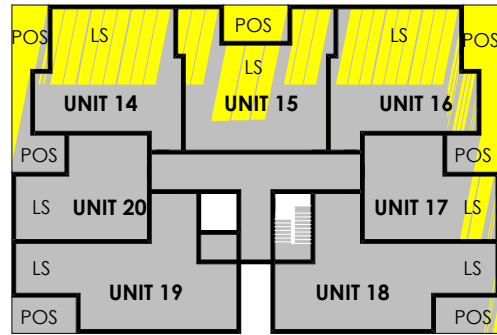 POS
LS
POS
LS
POS
LS
UNIT 14
UNIT 15
UNIT 16
POS
POS
LS
UNIT 20
UNIT 17
LS
LS
UNIT 19
UNIT 18
LS
POS
POS